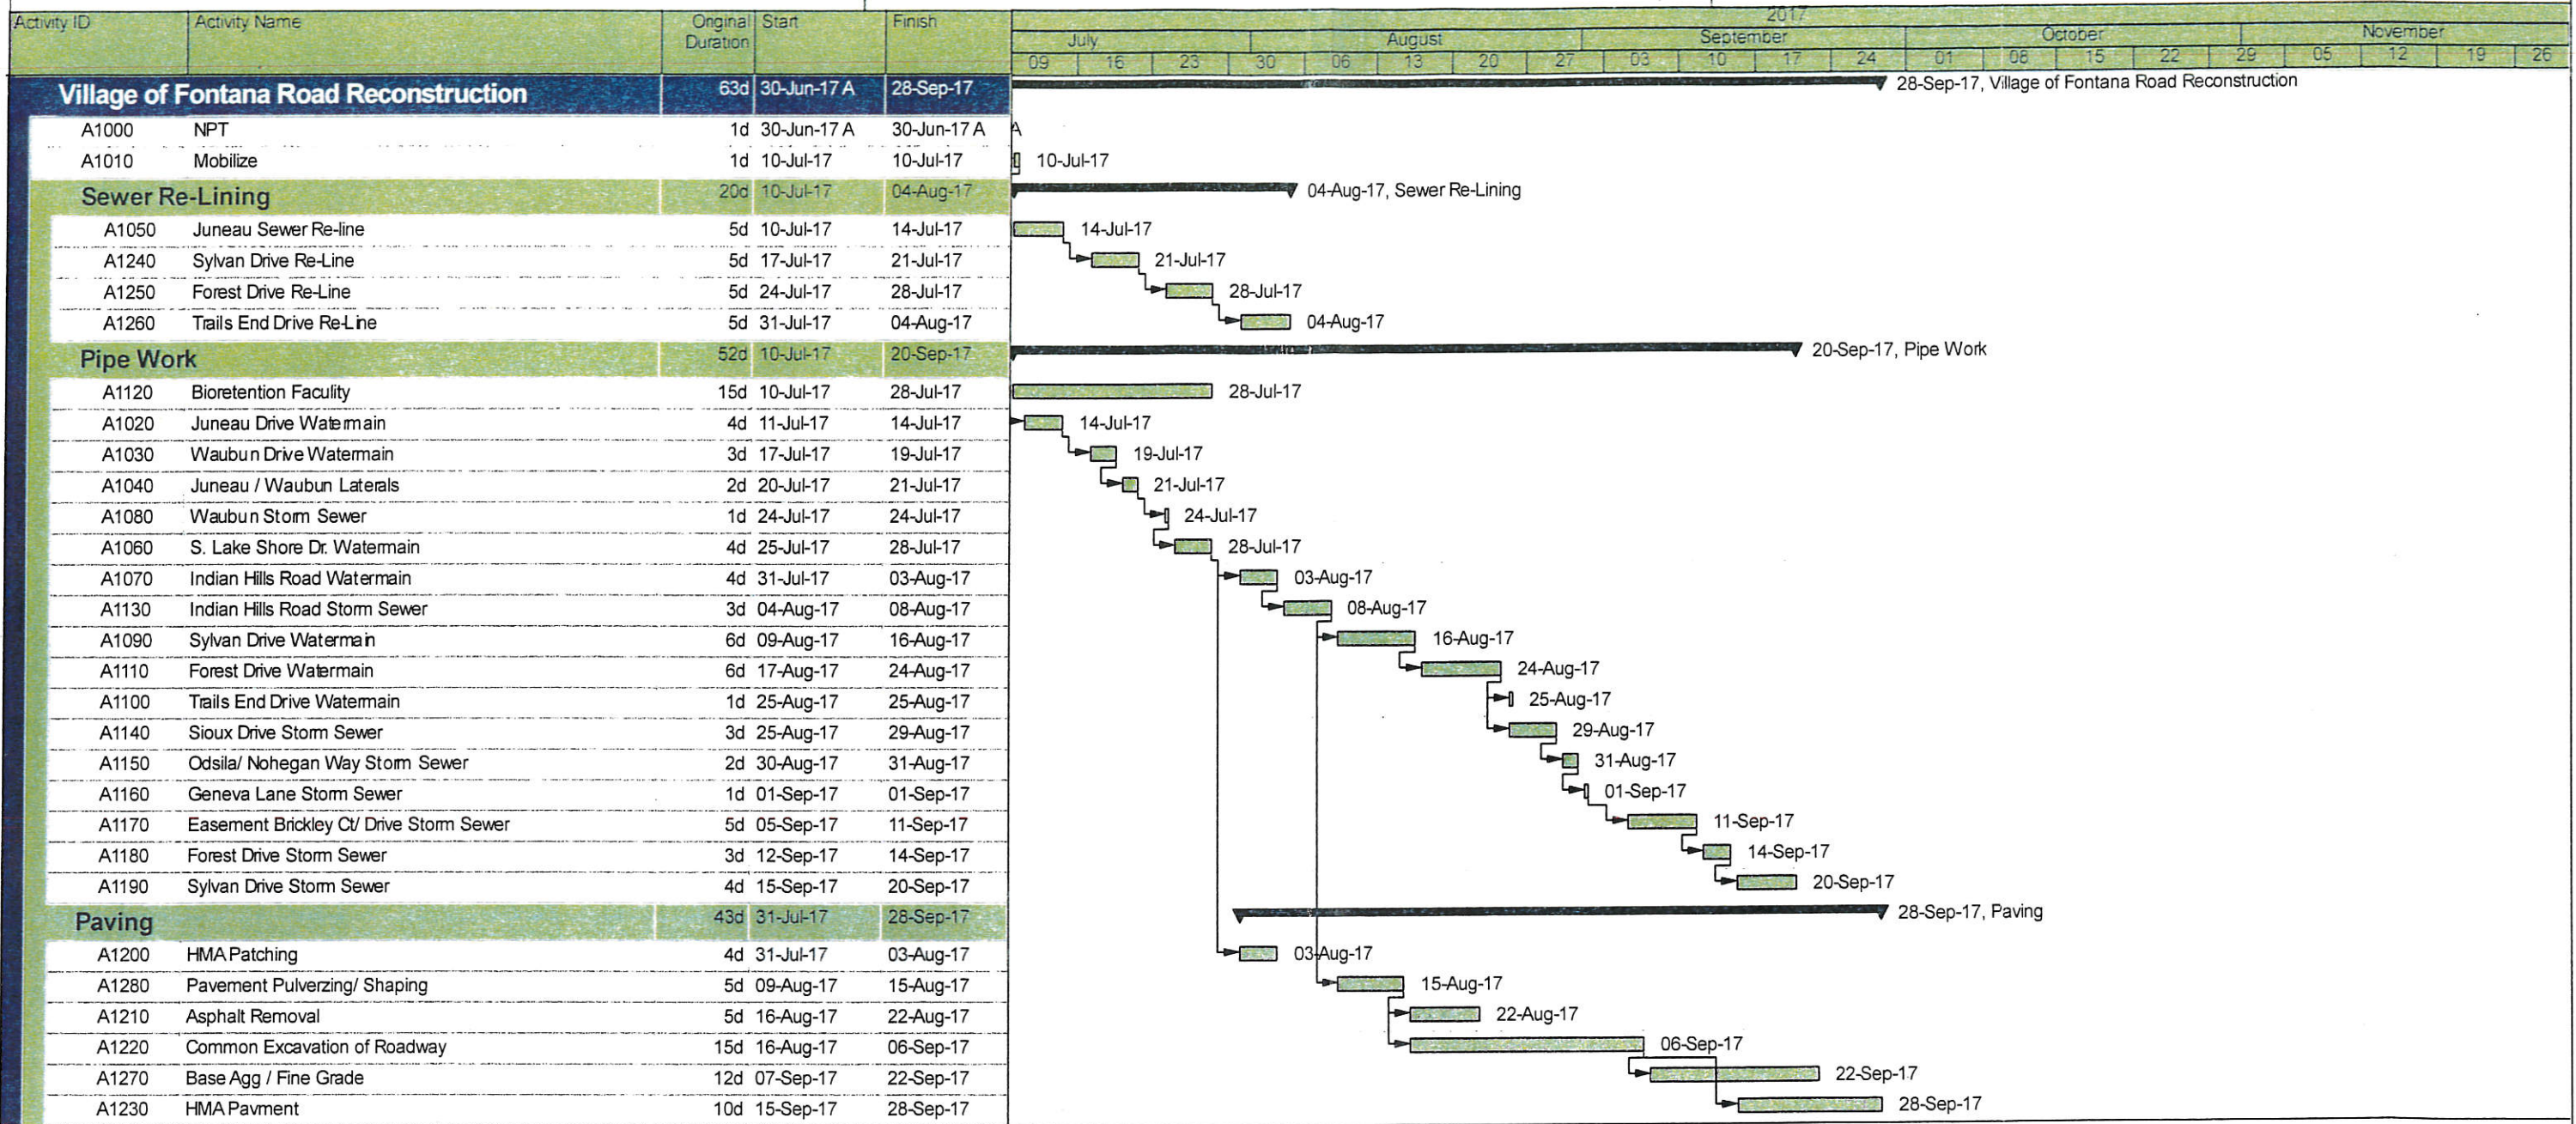 Activity ID Activity Name Original Duration Start Finish 2017
July August September October November
09 16 23 30 06 13 20 27 03 10 17 24 01 08 15 22 29 05 12 19 26
Village of Fontana Road Reconstruction 63d 30-Jun-17 A 28-Sep-17 28-Sep-17, Village of Fontana Road Reconstruction
A1000 NPT 1d 30-Jun-17 A 30-Jun-17 A A
A1010 Mobilize 1d 10-Jul-17 10-Jul-17 10-Jul-17
Sewer Re-Lining 20d 10-Jul-17 04-Aug-17 04-Aug-17, Sewer Re-Lining
A1050 Juneau Sewer Re-line 5d 10-Jul-17 14-Jul-17 14-Jul-17
A1240 Sylvan Drive Re-Line 5d 17-Jul-17 21-Jul-17 21-Jul-17
A1250 Forest Drive Re-Line 5d 24-Jul-17 28-Jul-17 28-Jul-17
A1260 Trails End Drive Re-Line 5d 31-Jul-17 04-Aug-17 04-Aug-17
Pipe Work 52d 10-Jul-17 20-Sep-17 20-Sep-17, Pipe Work
A1120 Bioretention Faculity 15d 10-Jul-17 28-Jul-17 28-Jul-17
A1020 Juneau Drive Watermain 4d 11-Jul-17 14-Jul-17 14-Jul-17
A1030 Waubun Drive Watermain 3d 17-Jul-17 19-Jul-17 19-Jul-17
A1040 Juneau / Waubun Laterals 2d 20-Jul-17 21-Jul-17 21-Jul-17
A1080 Waubun Storm Sewer 1d 24-Jul-17 24-Jul-17 24-Jul-17
A1060 S. Lake Shore Dr. Watermain 4d 25-Jul-17 28-Jul-17 28-Jul-17
A1070 Indian Hills Road Watermain 4d 31-Jul-17 03-Aug-17 03-Aug-17
A1130 Indian Hills Road Storm Sewer 3d 04-Aug-17 08-Aug-17 08-Aug-17
A1090 Sylvan Drive Watermain 6d 09-Aug-17 16-Aug-17 16-Aug-17
A1110 Forest Drive Watermain 6d 17-Aug-17 24-Aug-17 24-Aug-17
A1100 Trails End Drive Watermain 1d 25-Aug-17 25-Aug-17 25-Aug-17
A1140 Sioux Drive Storm Sewer 3d 25-Aug-17 29-Aug-17 29-Aug-17
A1150 Odsila/ Nohegan Way Storm Sewer 2d 30-Aug-17 31-Aug-17 31-Aug-17
A1160 Geneva Lane Storm Sewer 1d 01-Sep-17 01-Sep-17 01-Sep-17
A1170 Easement Brickley Ct/ Drive Storm Sewer 5d 05-Sep-17 11-Sep-17 11-Sep-17
A1180 Forest Drive Storm Sewer 3d 12-Sep-17 14-Sep-17 14-Sep-17
A1190 Sylvan Drive Storm Sewer 4d 15-Sep-17 20-Sep-17 20-Sep-17
Paving 43d 31-Jul-17 28-Sep-17 28-Sep-17, Paving
A1200 HMA Patching 4d 31-Jul-17 03-Aug-17 03-Aug-17
A1280 Pavement Pulverzing/ Shaping 5d 09-Aug-17 15-Aug-17 15-Aug-17
A1210 Asphalt Removal 5d 16-Aug-17 22-Aug-17 22-Aug-17
A1220 Common Excavation of Roadway 15d 16-Aug-17 06-Sep-17 06-Sep-17
A1270 Base Agg / Fine Grade 12d 07-Sep-17 22-Sep-17 22-Sep-17
A1230 HMA Pavment 10d 15-Sep-17 28-Sep-17 28-Sep-17